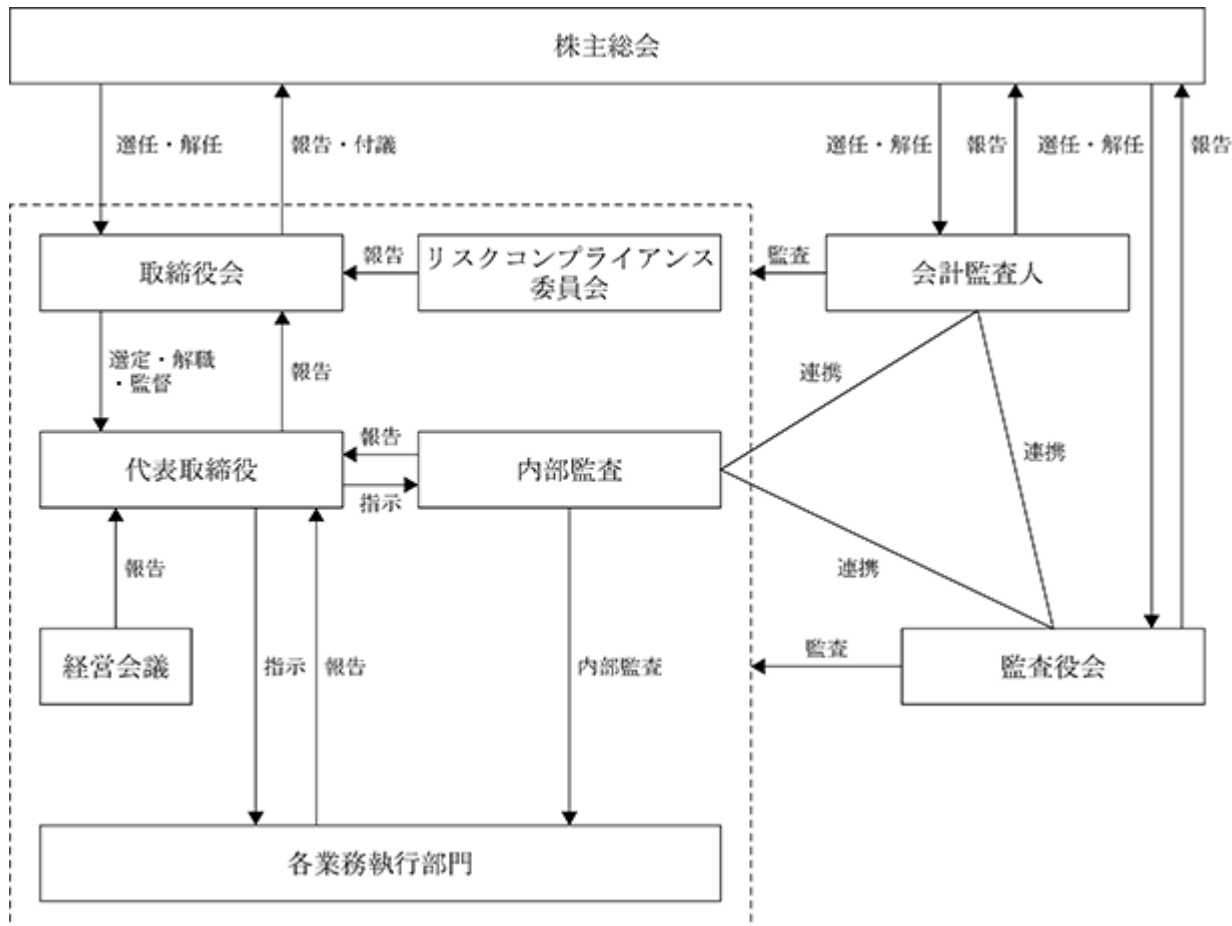 株主総会
選任・解任
報告・付議
選任・解任
報告
選任・解任
報告
取締役会
報告
リスクコンプライアンス
委員会
監査
会計監査人
選定・解職
・監督
報告
連携
代表取締役
報告
指示
内部監査
連携
報告
連携
経営会議
指示
報告
内部監査
監査
監査役会
各業務執行部門